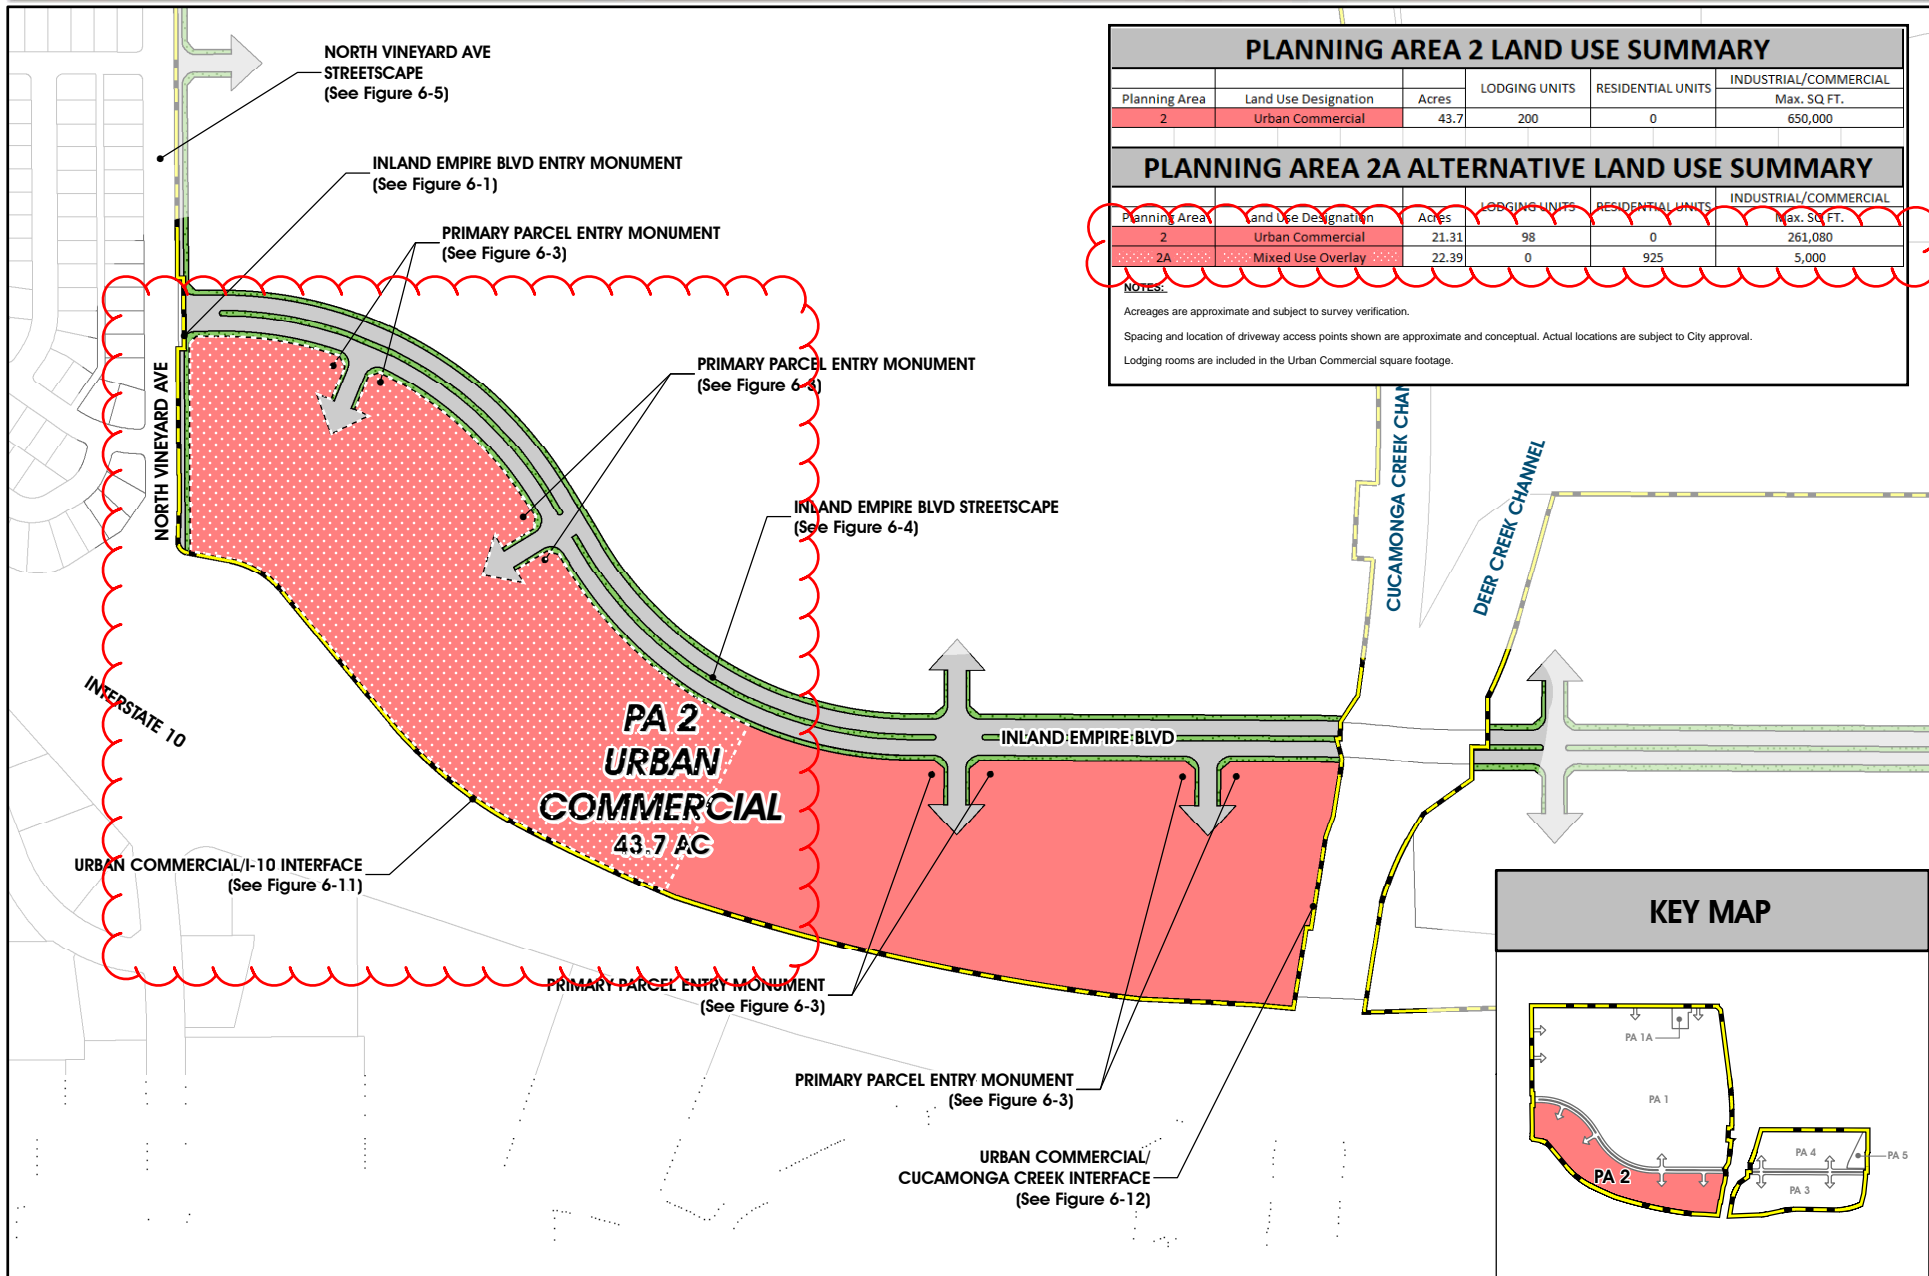 NORTH VINEYARD AVE
STREETSCAPE
(See Figure 6-5)
INLAND EMPIRE BLVD ENTRY MONUMENT
(See Figure 6-1)
PRIMARY PARCEL ENTRY MONUMENT
(See Figure 6-3)
PRIMARY PARCEL ENTRY MONUMENT
(See Figure 6-3)
INLAND EMPIRE BLVD STREETSCAPE
(See Figure 6-4)
NORTH VINEYARD AVE
INTERSTATE 10
PA 2
URBAN
COMMERCIAL
43.7 AC
INLAND EMPIRE BLVD
URBAN COMMERCIAL/I-10 INTERFACE
(See Figure 6-11)
PRIMARY PARCEL ENTRY MONUMENT
(See Figure 6-3)
PRIMARY PARCEL ENTRY MONUMENT
(See Figure 6-3)
URBAN COMMERCIAL/
CUCAMONGA CREEK INTERFACE
(See Figure 6-12)
PLANNING AREA 2 LAND USE SUMMARY
Planning Area Land Use Designation Acres LODGING UNITS RESIDENTIAL UNITS INDUSTRIAL/COMMERCIAL Max. SQ FT.
2 Urban Commercial 43.7 200 0 650,000
PLANNING AREA 2A ALTERNATIVE LAND USE SUMMARY
Planning Area Land Use Designation Acres LODGING UNITS RESIDENTIAL UNITS INDUSTRIAL/COMMERCIAL Max. SQ FT.
2 Urban Commercial 21.31 98 0 261,080
2A Mixed Use Overlay 22.39 0 925 5,000
NOTES:
Acreages are approximate and subject to survey verification.
Spacing and location of driveway access points shown are approximate and conceptual. Actual locations are subject to City approval.
Lodging rooms are included in the Urban Commercial square footage.
CUCAMONGA CREEK CHAN
DEER CREEK CHANNEL
KEY MAP
PA 1A
PA 1
PA 2
PA 4
PA 5
PA 3